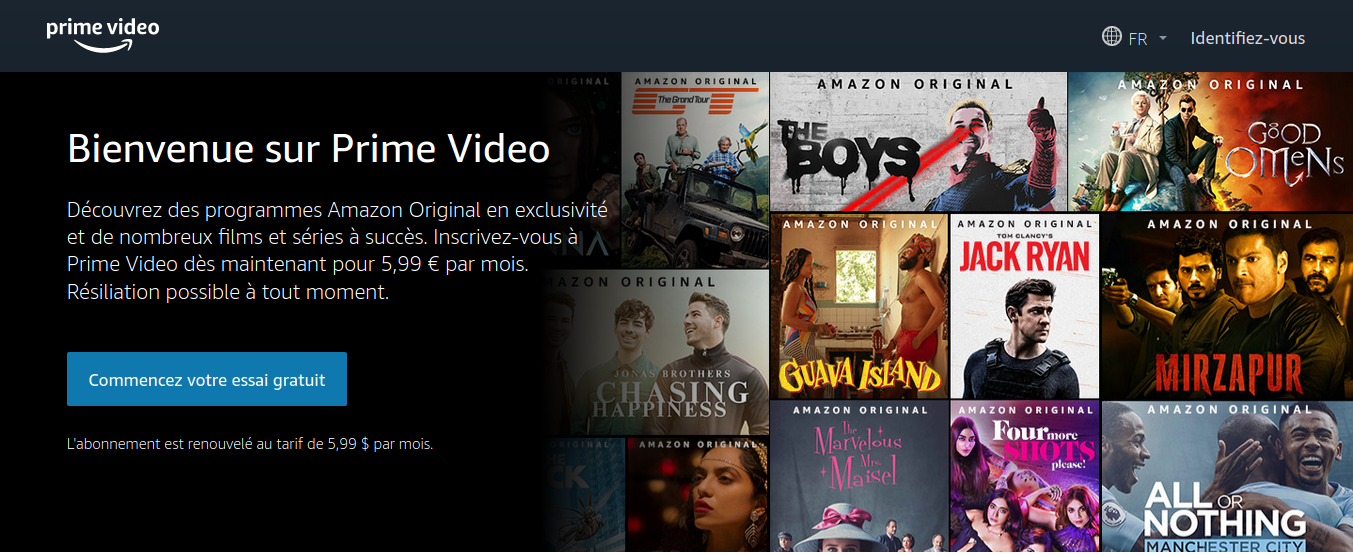 prime video
FR
Identifiez-vous
Bienvenue sur Prime Video
Découvrez des programmes Amazon Original en exclusivité
et de nombreux films et séries à succès. Inscrivez-vous à
Prime Video dès maintenant pour 5,99 € par mois.
Résiliation possible à tout moment.
Commencez votre essai gratuit
L'abonnement est renouvelé au tarif de 5,99 $ par mois.
ORIGINAL
AMAZON ORIGINAL
The Grand Tour
AMAZON ORIGINAL
THE
BOYS
AMAZON ORIGINAL
GOOD
OMENS
AMAZON ORIGINAL
GUAVA ISLAND
AMAZON ORIGINAL
TOM CLANCY'S
JACK RYAN
AMAZON ORIGINAL
MIRZAPUR
AMAZON ORIGINAL
JONAS BROTHERS
CHASING
HAPPINESS
AMAZON ORIGINAL
The
Marvelous
Mrs.
Maisel
AMAZON ORIGINAL
Four more
SHOTS
please!
AMAZON ORIGINAL
ALL OR
NOTHING
MANCHESTER CITY
ORIGINAL
AMAZON ORIGINAL